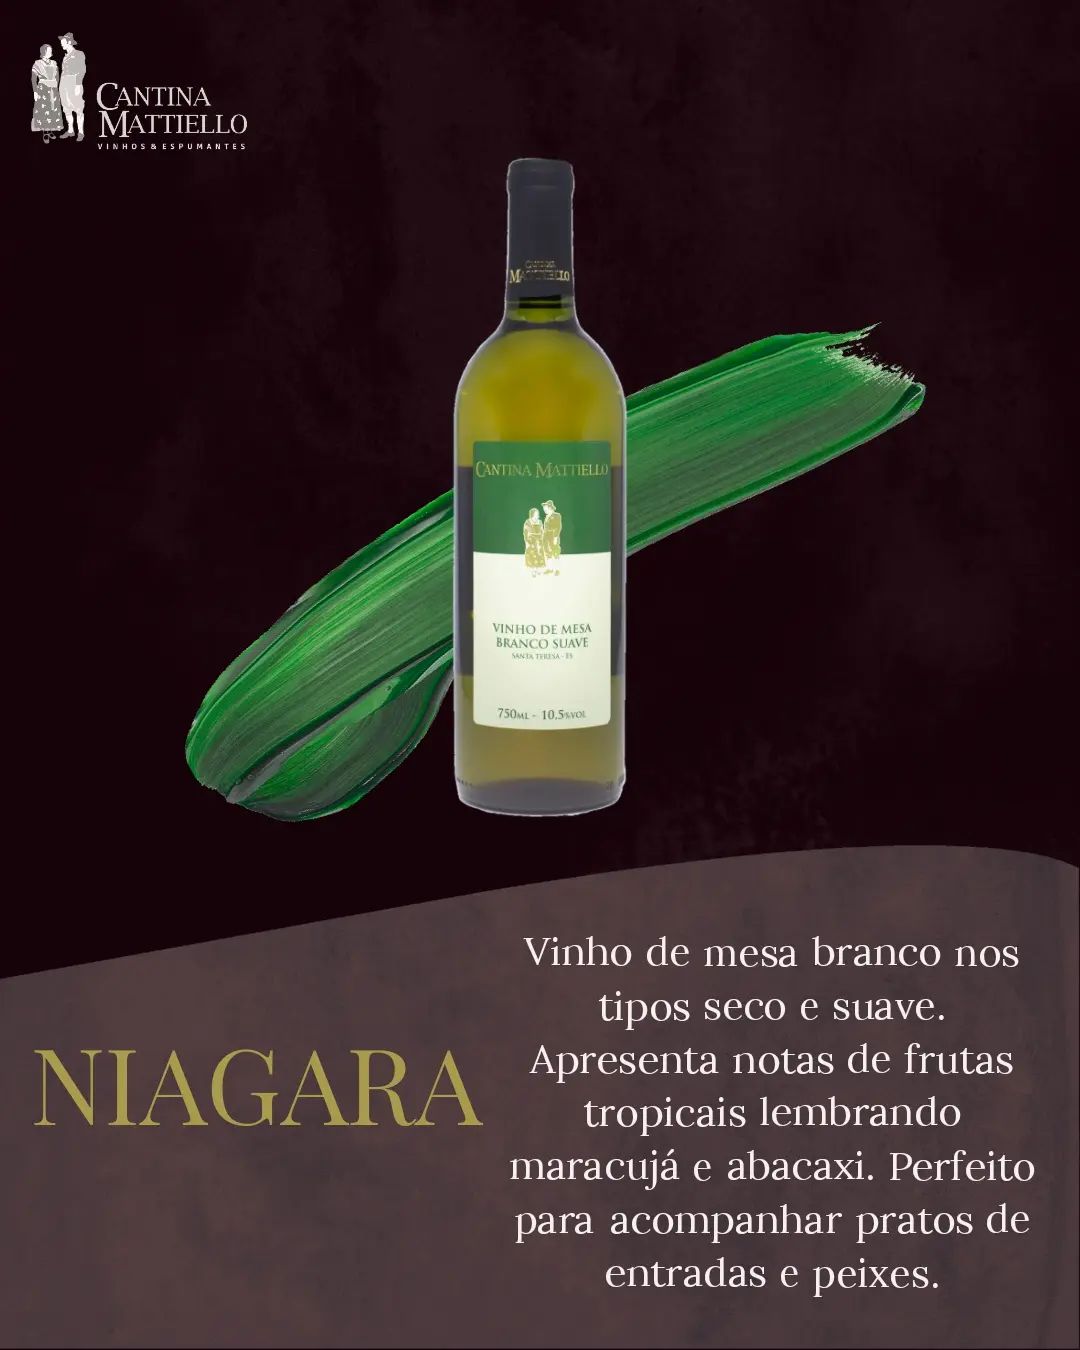 CANTINA
MATTIELLO
VINHOS & ESPUMANTES
MATTIELLO
CANTINA MATTIELLO
VINHO DE MESA
BRANCO SUAVE
SANTA TERESA - ES
750ML - 10.5%VOL
NIAGARA
Vinho de mesa branco nos
tipos seco e suave.
Apresenta notas de frutas
tropicais lembrando
maracujá e abacaxi. Perfeito
para acompanhar pratos de
entradas e peixes.